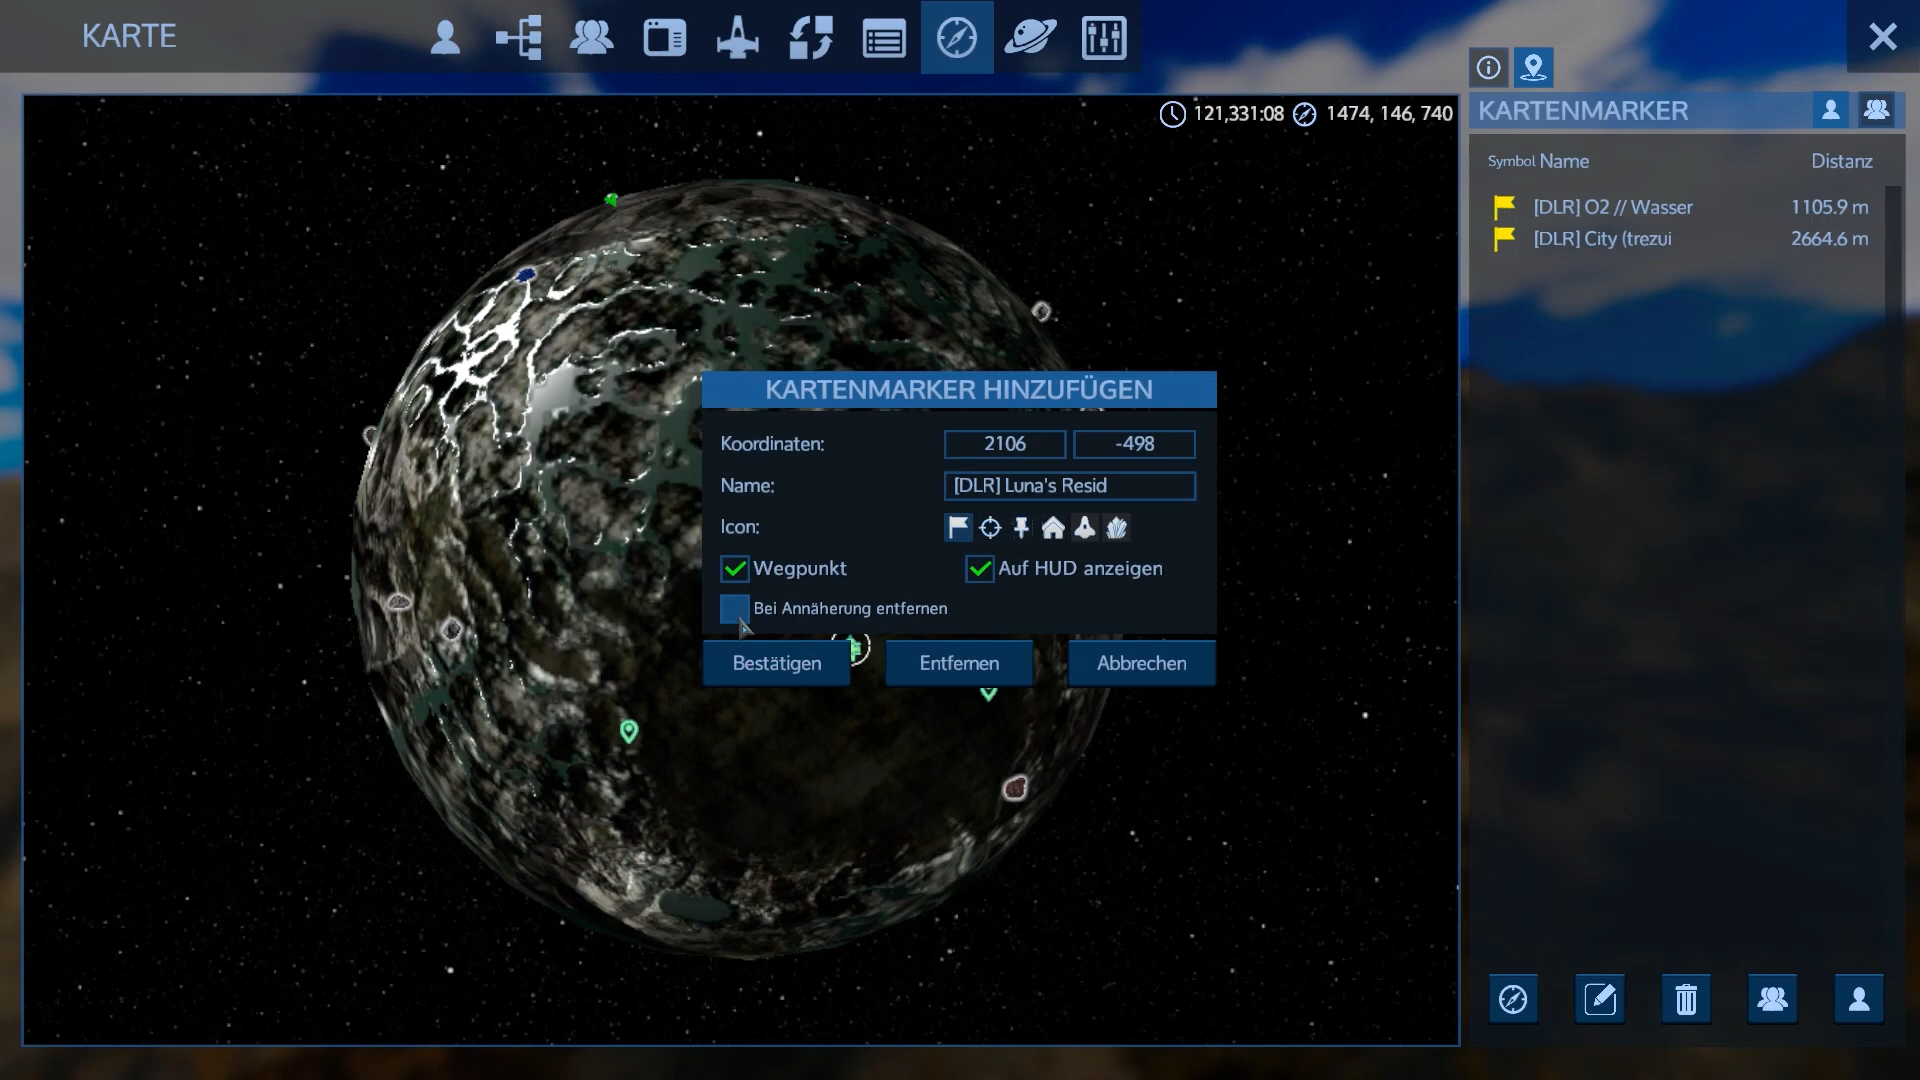 KARTE
121,331:08 1474, 146, 740
KARTENMARKER
Symbol Name Distanz
[DLR] O2 // Wasser 1105.9 m
[DLR] City (trezui 2664.6 m
KARTENMARKER HINZUFÜGEN
Koordinaten: 2106 -498
Name: [DLR] Luna's Resid
Icon:
Wegpunkt Auf HUD anzeigen
Bei Annäherung entfernen
Bestätigen Entfernen Abbrechen